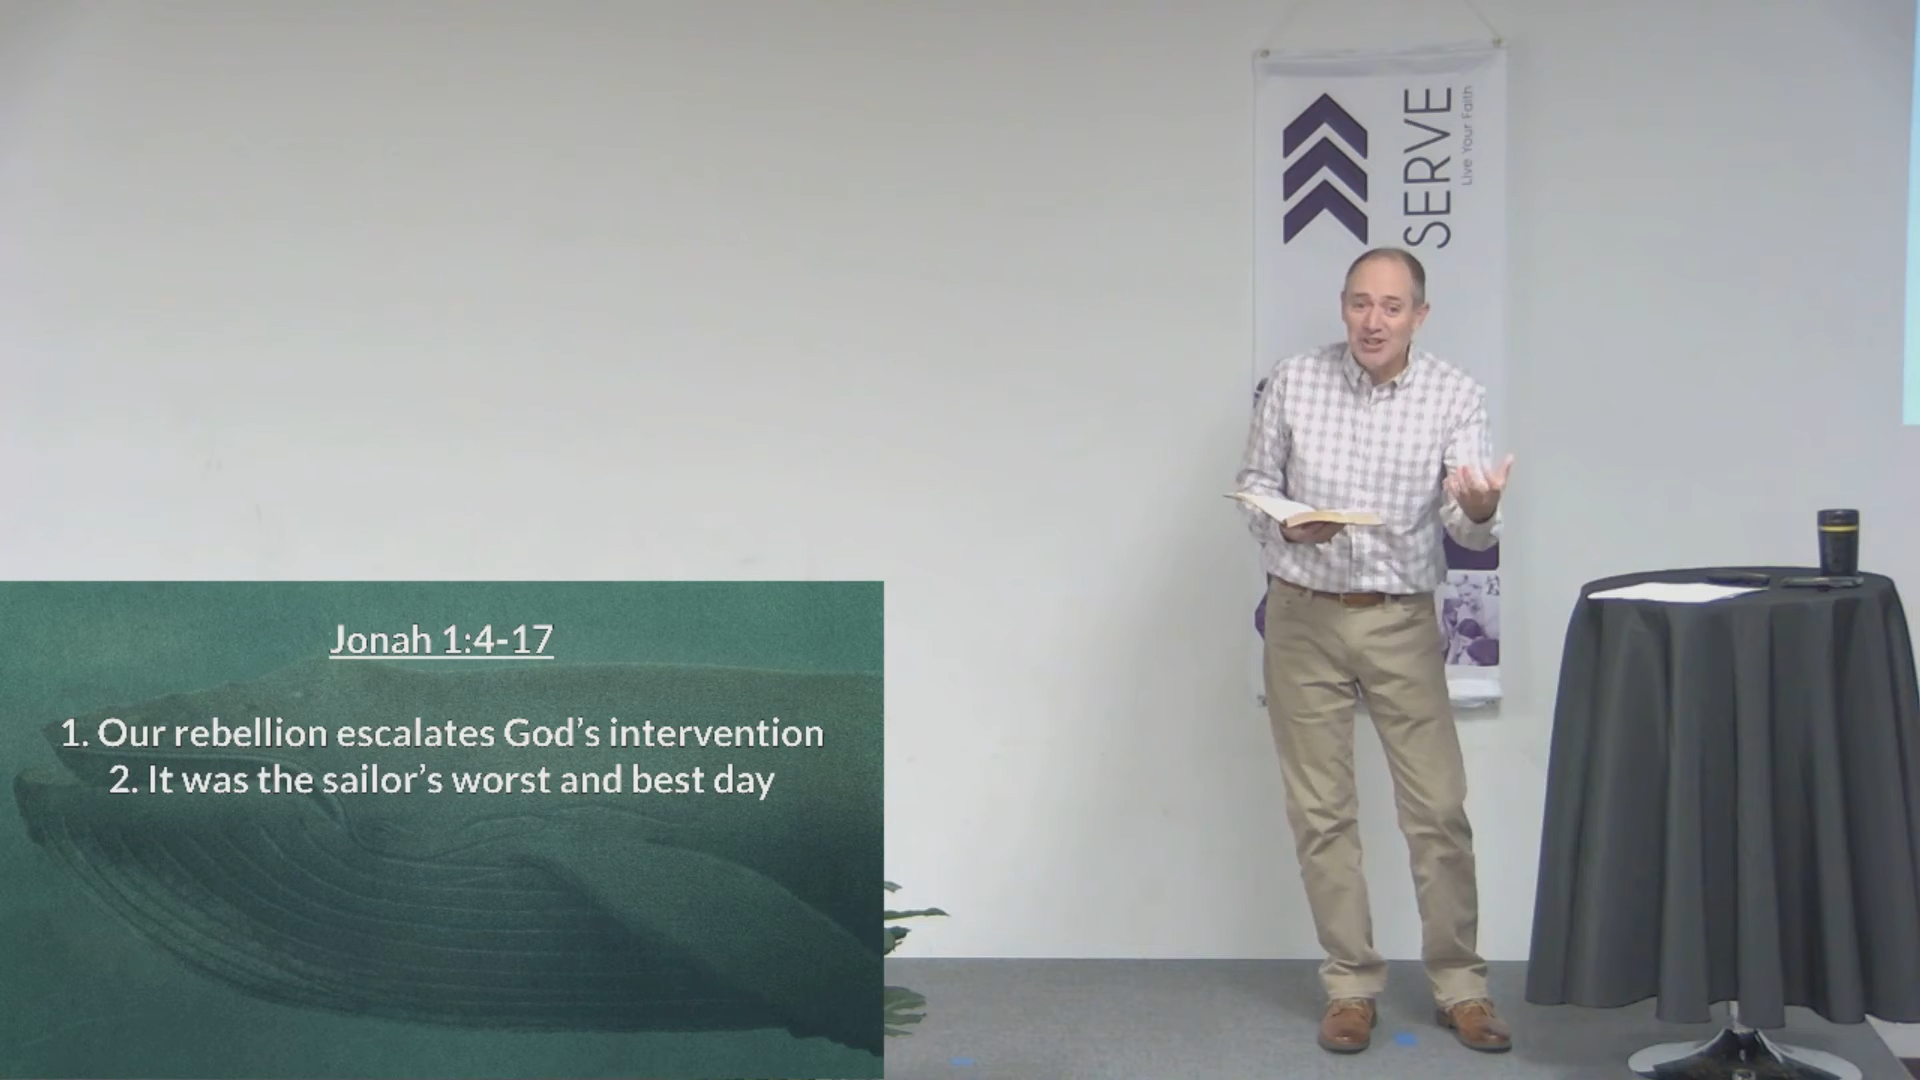 SERVE
Live Your Faith
Jonah 1:4-17
1. Our rebellion escalates God's intervention
2. It was the sailor's worst and best day